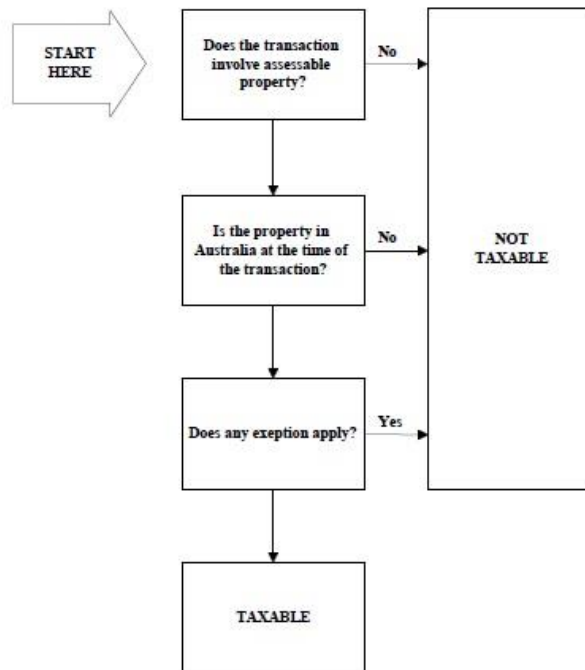 START
HERE
Does the transaction
involve assessable
property?
No
Is the property in
Australia at the time of
the transaction?
No
NOT
TAXABLE
Does any exeption apply?
Yes
TAXABLE